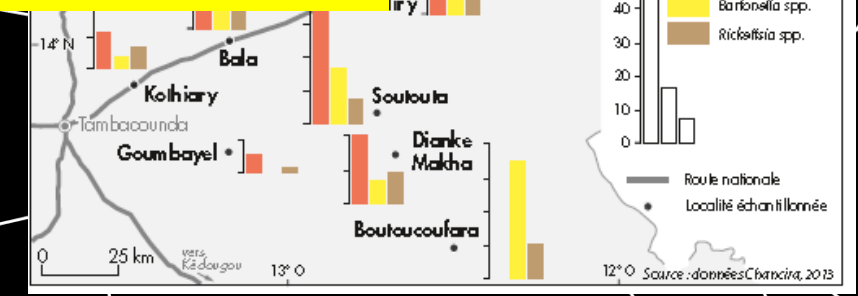 40
Bartonella spp.
14° N
30
Rickettsia spp.
Bala
20
Kothiary
Soutouta
10
Tambacounda
Goumbayel
Dianke
Makha
0
Route nationale
Localité échantillonnée
Boutoucoufara
0 25 km
vers
Kédougou
13° O
12° O
Source : données Chancira, 2013